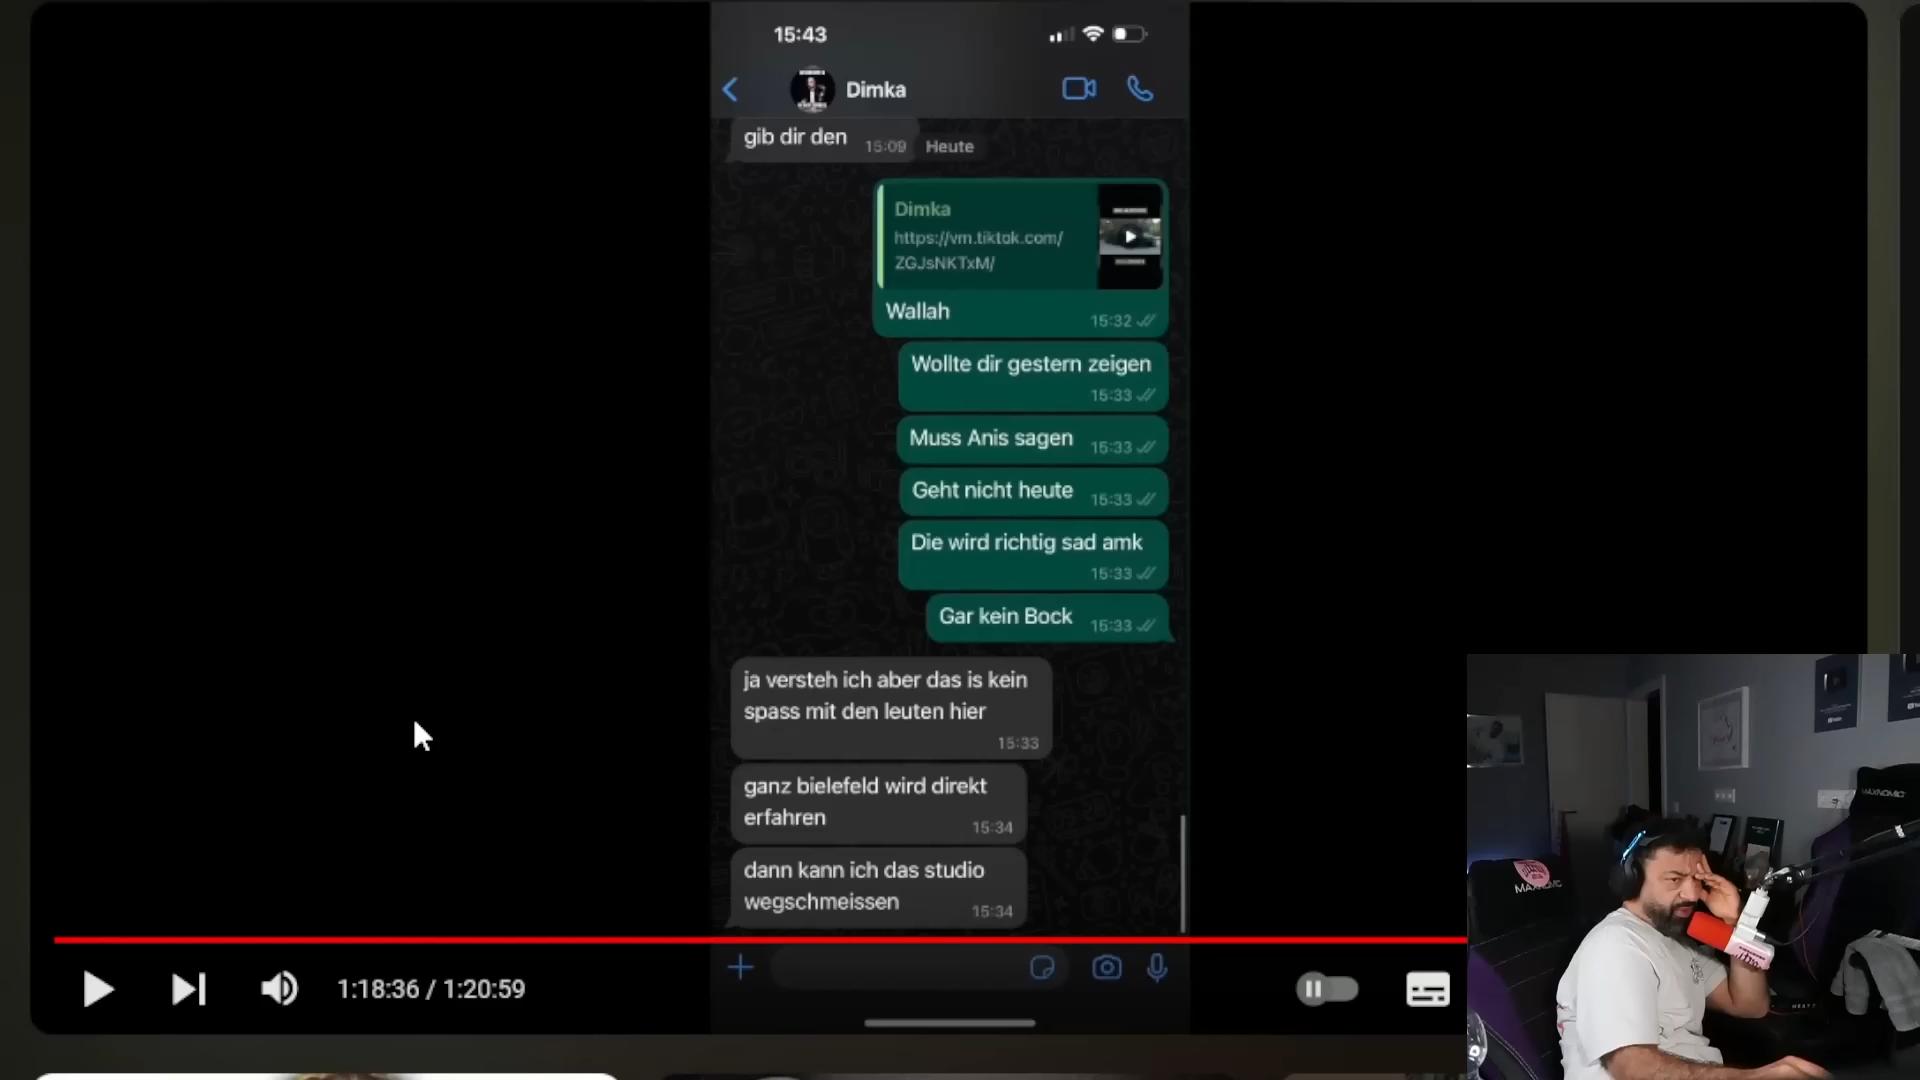 15:43
Dimka
gib dir den
15:09
Heute
Dimka
https://vm.tiktok.com/
ZGJsNKTxM/
Wallah
15:32
Wollte dir gestern zeigen
15:33
Muss Anis sagen
15:33
Geht nicht heute
15:33
Die wird richtig sad amk
15:33
Gar kein Bock
15:33
ja versteh ich aber das is kein
spass mit den leuten hier
15:33
ganz bielefeld wird direkt
erfahren
15:34
dann kann ich das studio
wegschmeissen
15:34
1:18:36 / 1:20:59
MAXNOMIC